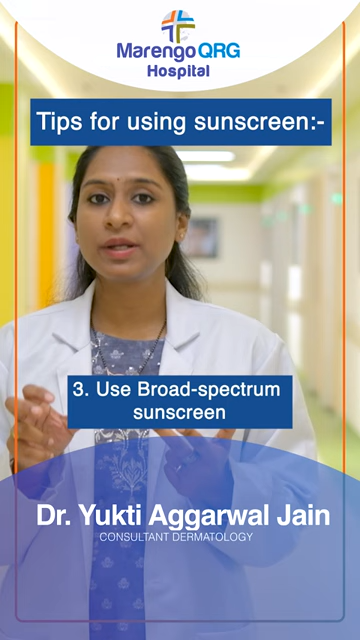 Marengo QRG
Hospital
Tips for using sunscreen:-
3. Use Broad-spectrum
sunscreen
Dr. Yukti Aggarwal Jain
CONSULTANT DERMATOLOGY